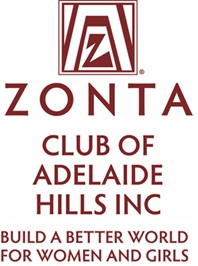 ®
ZONTA
CLUB OF
ADELAIDE
HILLS INC
BUILD A BETTER WORLD
FOR WOMEN AND GIRLS